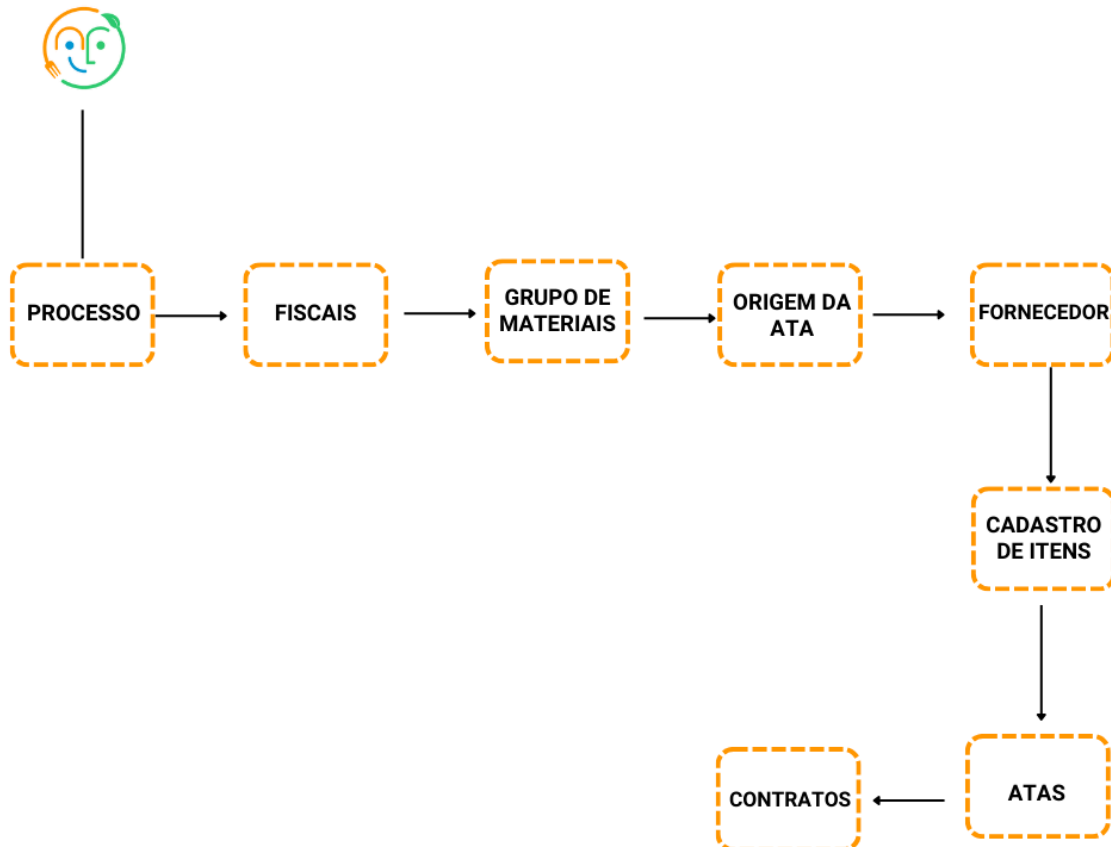 PROCESSO
FISCAIS
GRUPO DE
MATERIAIS
ORIGEM DA
ATA
FORNECEDOR
CADASTRO
DE ITENS
ATAS
CONTRATOS